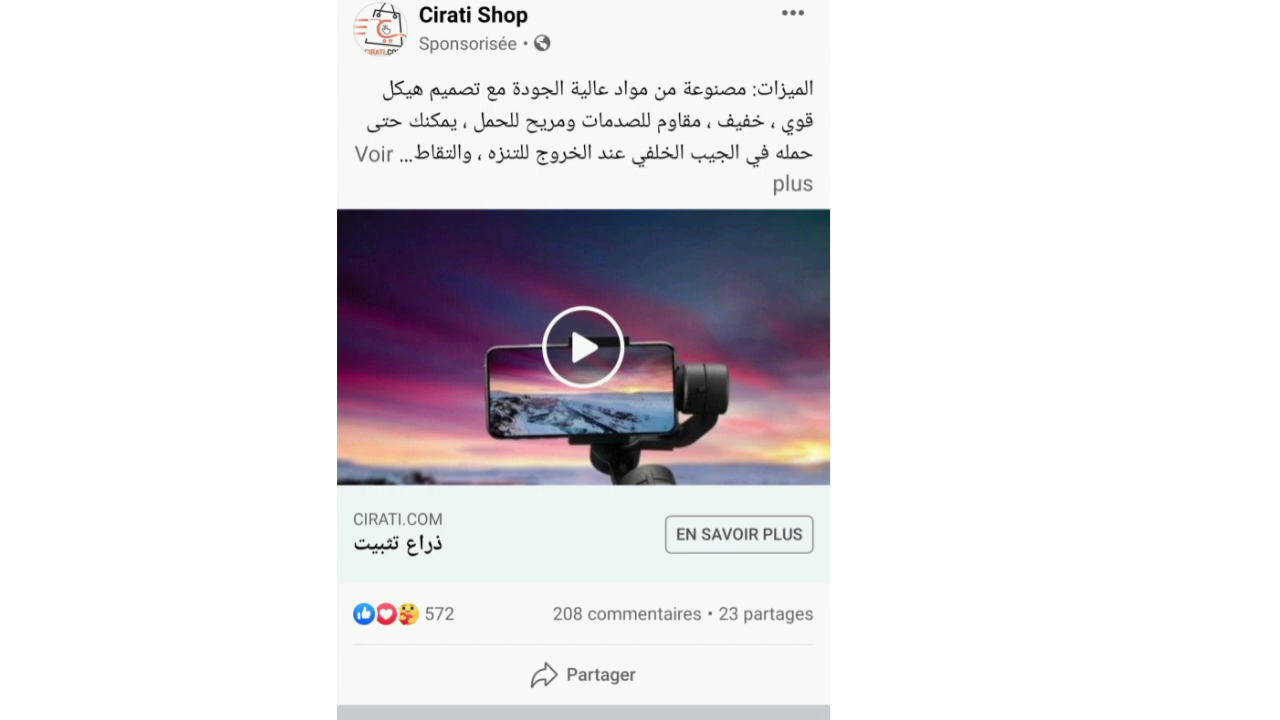 Cirati Shop
Sponsorisée •
CIRATI.CO
الميزات: مصنوعة من مواد عالية الجودة مع تصميم هيكل
قوي ، خفيف ، مقاوم للصدمات ومريح للحمل ، يمكنك حتى
حمله في الجيب الخلفي عند الخروج للتنزه ، والتقاط... Voir
plus
CIRATI.COM
ذراع تثبيت
EN SAVOIR PLUS
572
208 commentaires • 23 partages
Partager